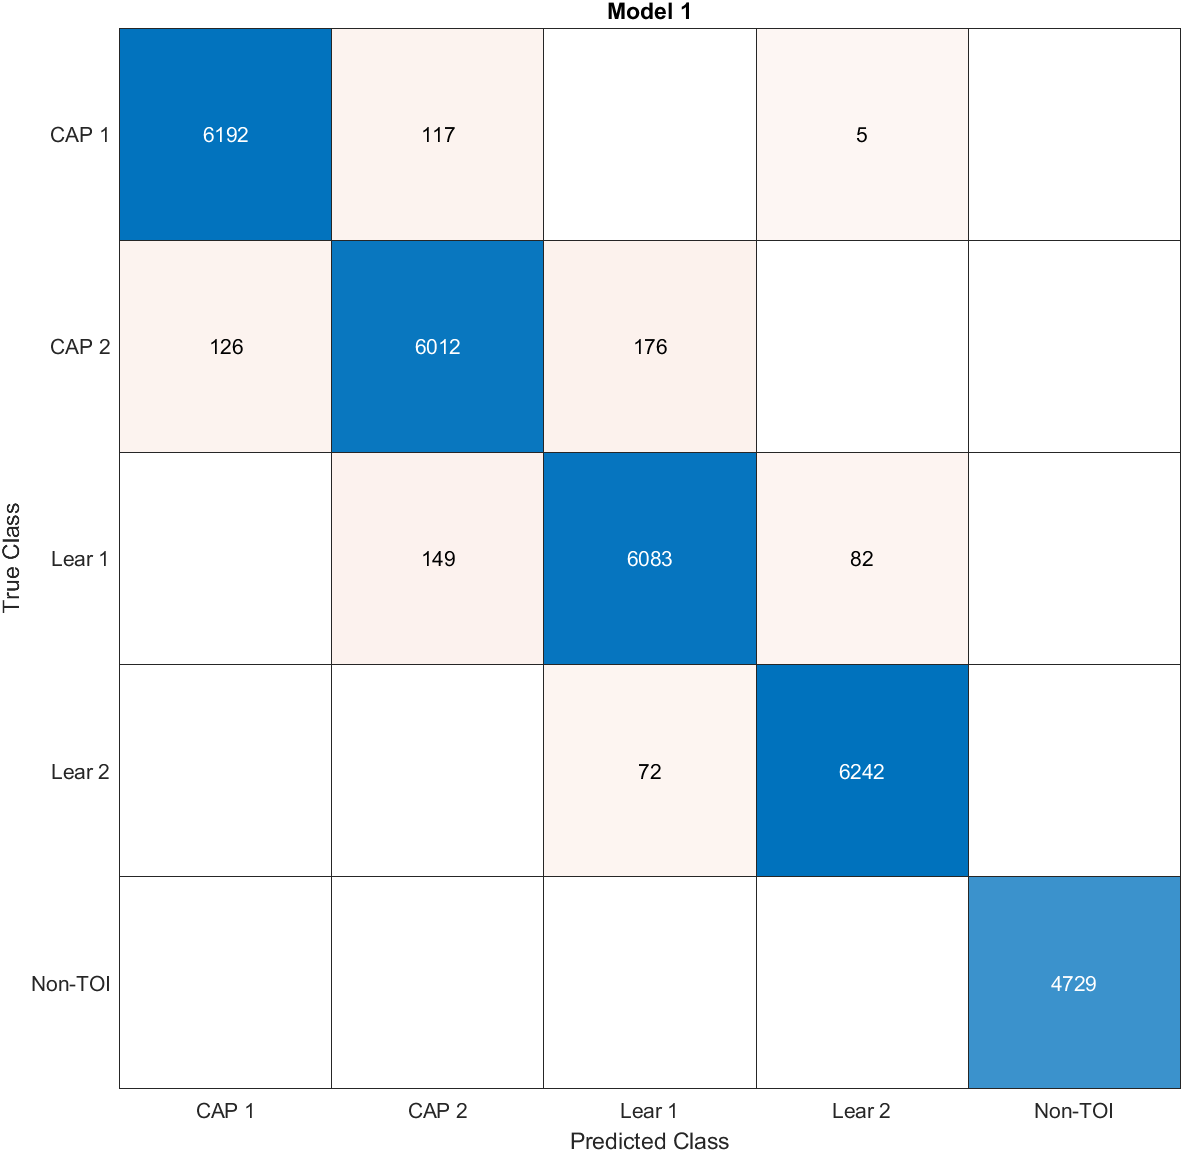 Model 1
True Class
CAP 1 6192 117 5
CAP 2 126 6012 176
Lear 1 149 6083 82
Lear 2 72 6242
Non-TOI 4729
CAP 1 CAP 2 Lear 1 Lear 2 Non-TOI
Predicted Class